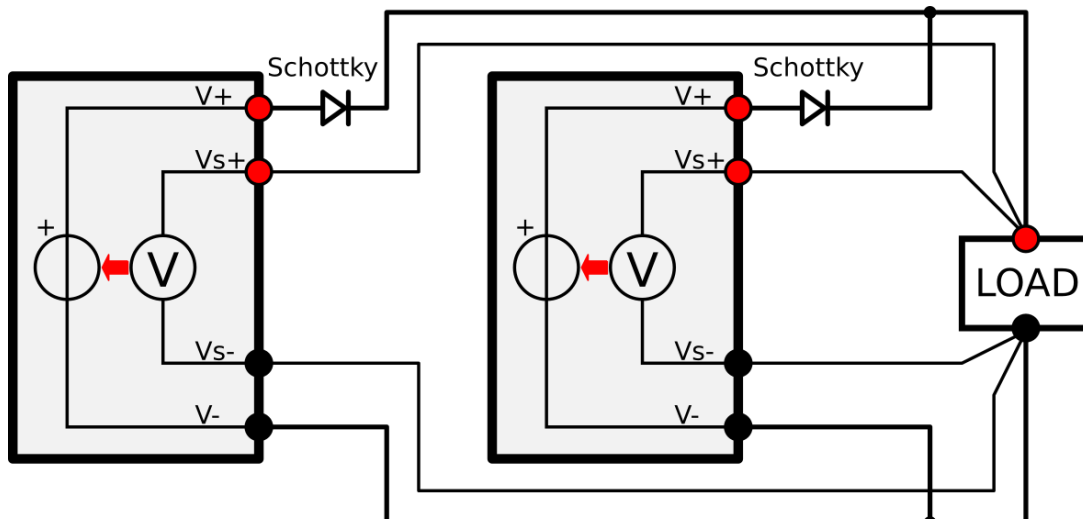 Schottky
V+
Vs+
+
V
Vs-
V-
Schottky
V+
Vs+
+
V
Vs-
V-
LOAD